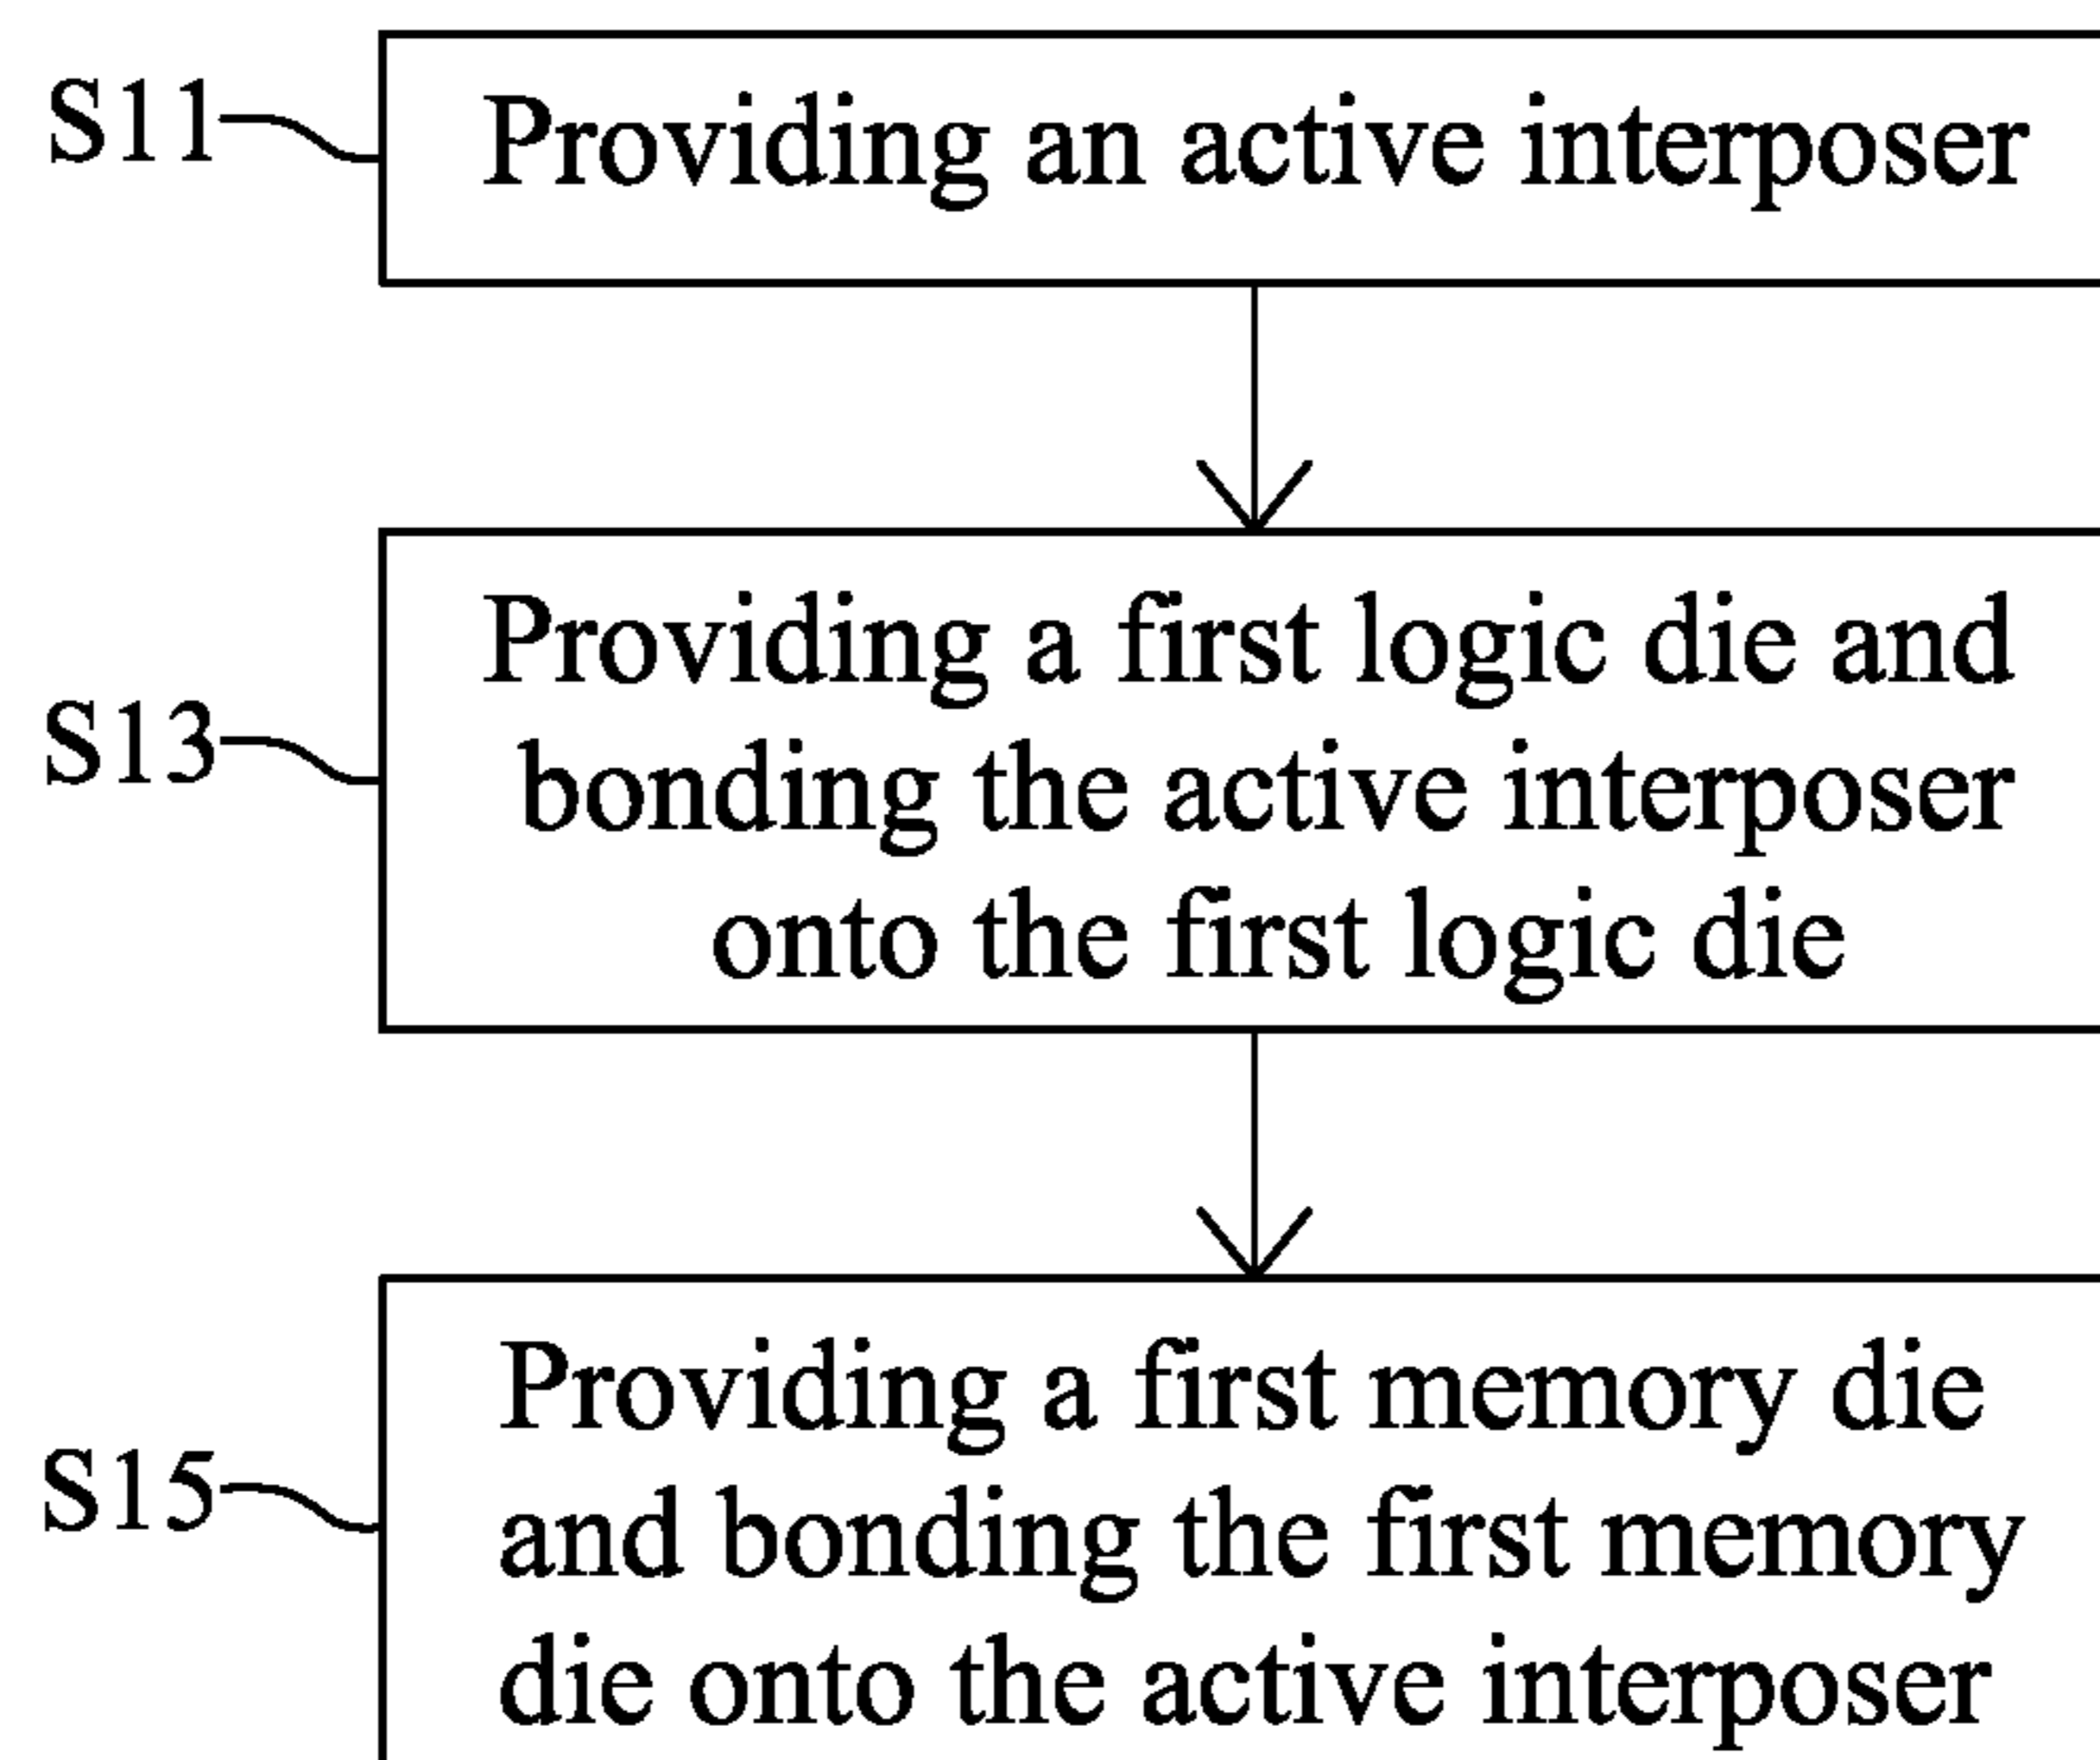 S11
Providing an active interposer
S13
Providing a first logic die and
bonding the active interposer
onto the first logic die
S15
Providing a first memory die
and bonding the first memory
die onto the active interposer